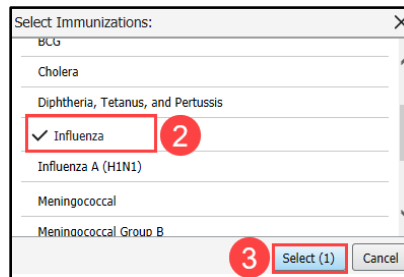 Select Immunizations:
BCG
Cholera
Diphtheria, Tetanus, and Pertussis
Influenza
2
Influenza A (H1N1)
Meningococcal
Meningococcal Group B
3
Select (1)
Cancel